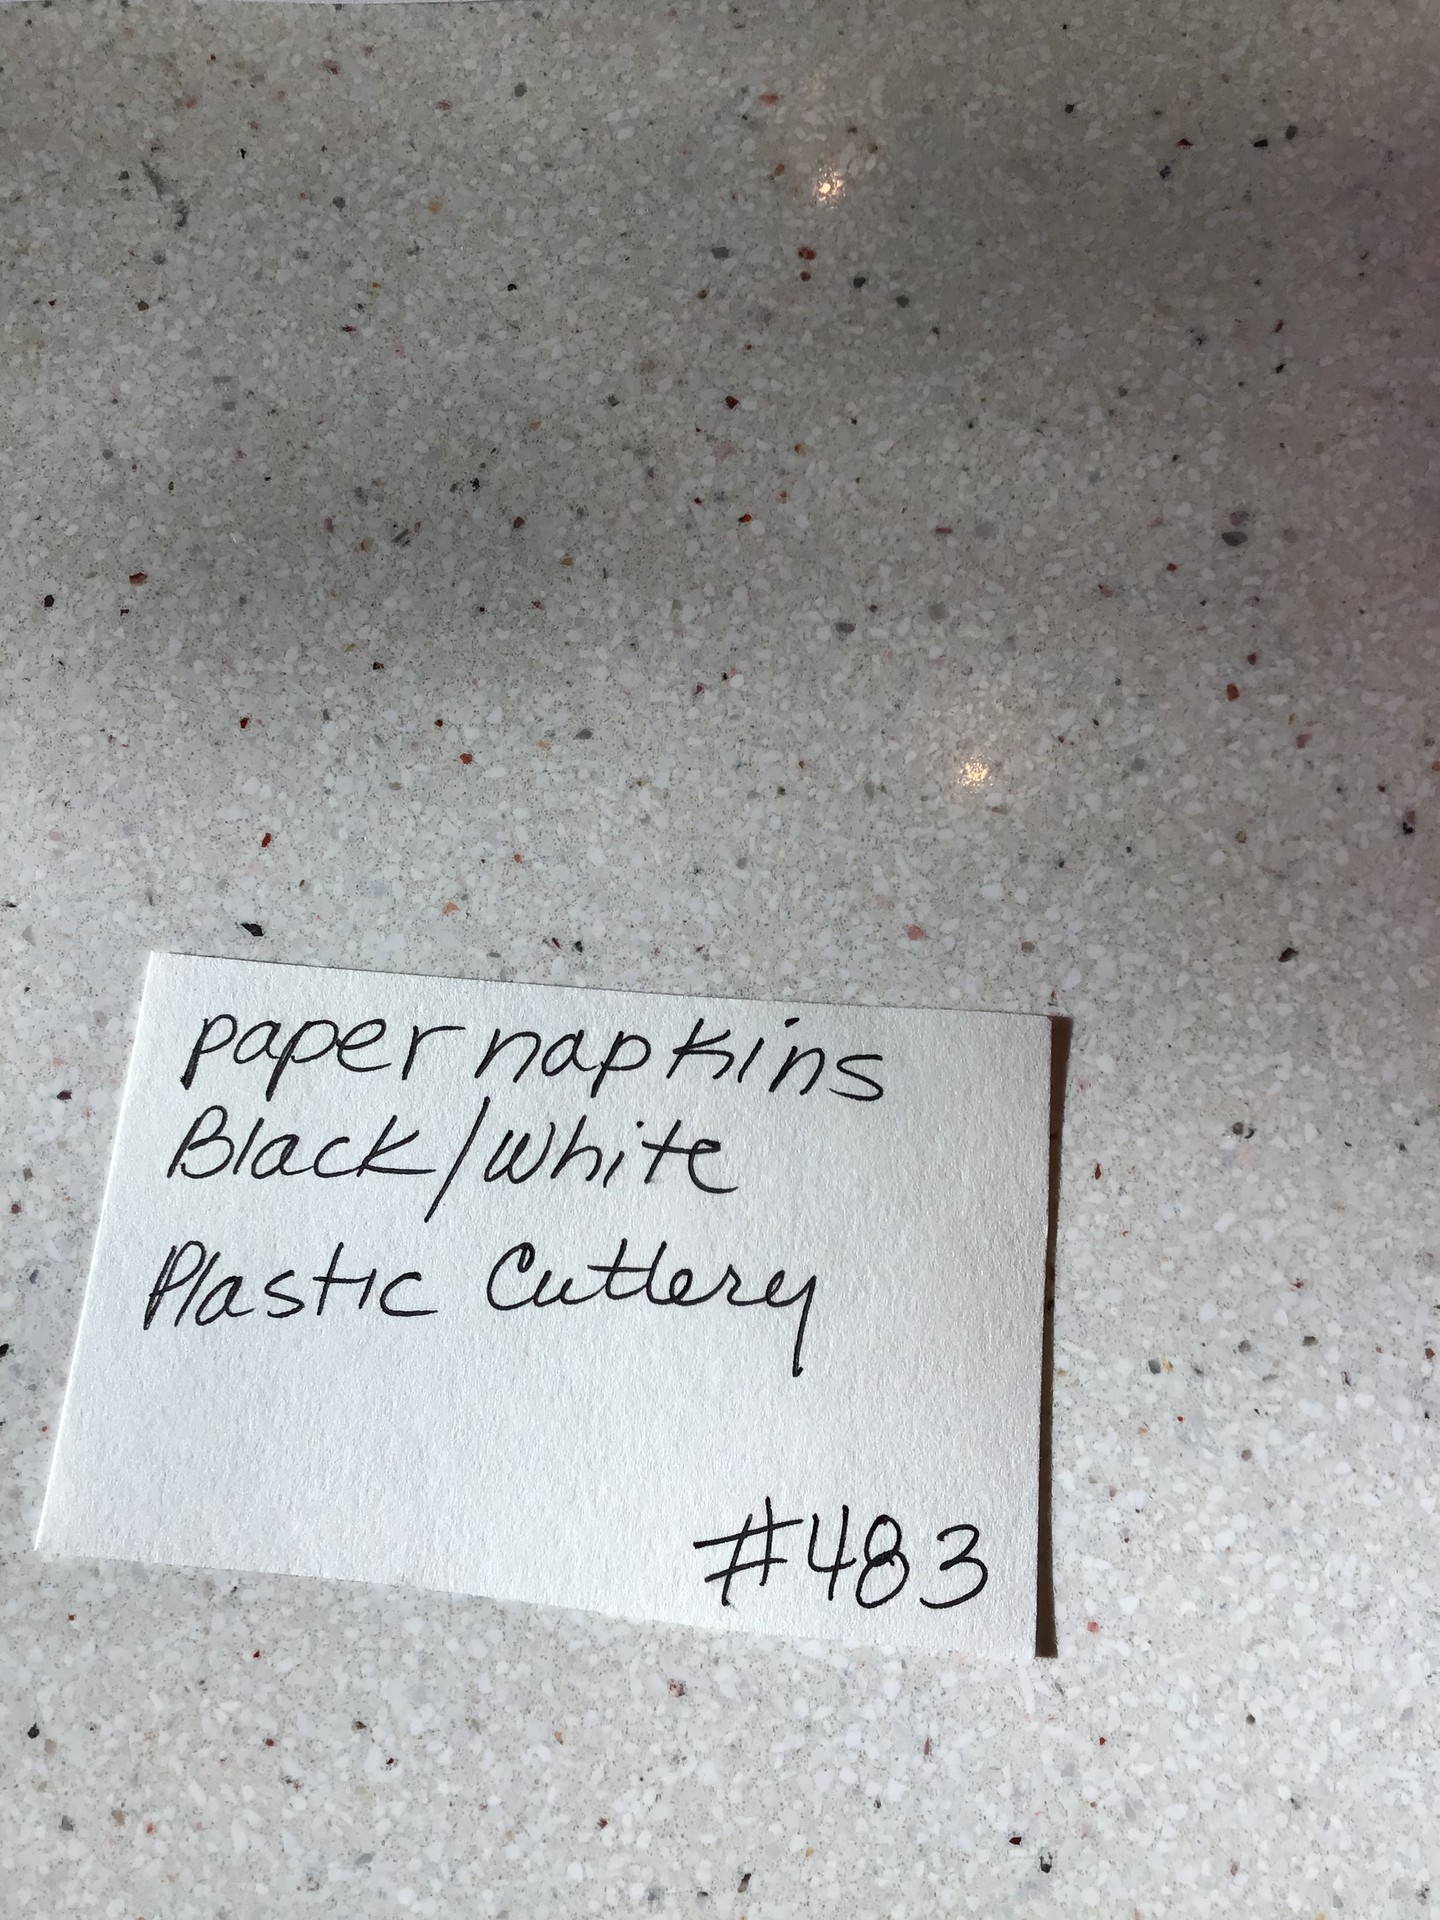 paper napkins
Black/White
Plastic Cutlery
#483